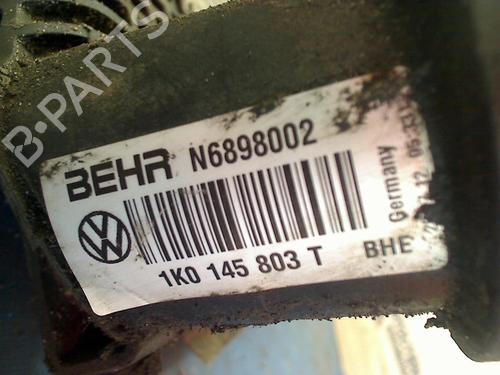 B-PARTS
BEHR N6898002
1K0 145 803 T
BHE
Germany